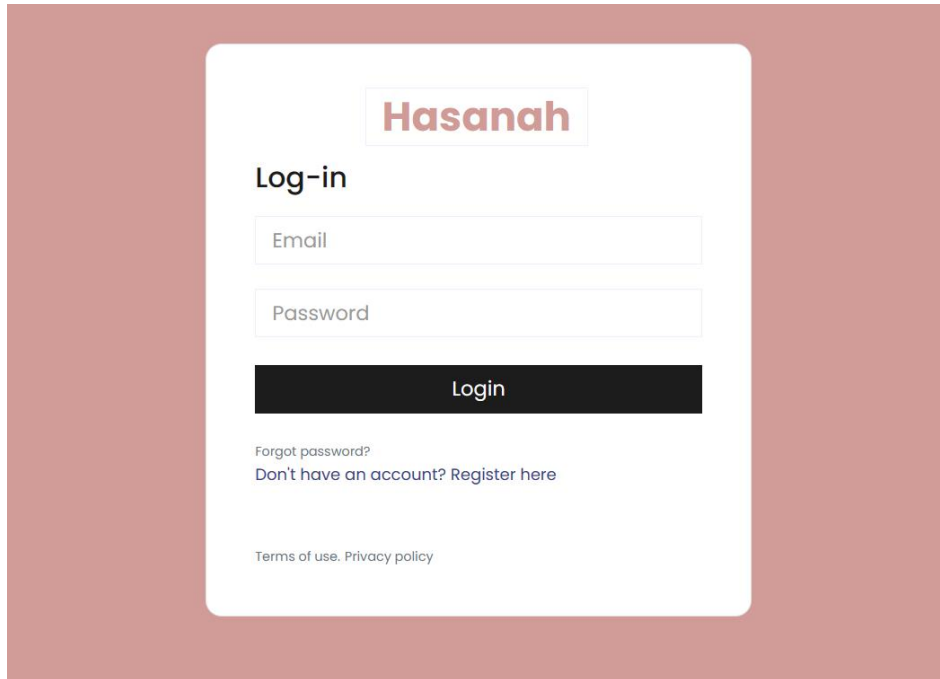 Hasanah
Log-in
Email
Password
Login
Forgot password?
Don't have an account? Register here
Terms of use. Privacy policy